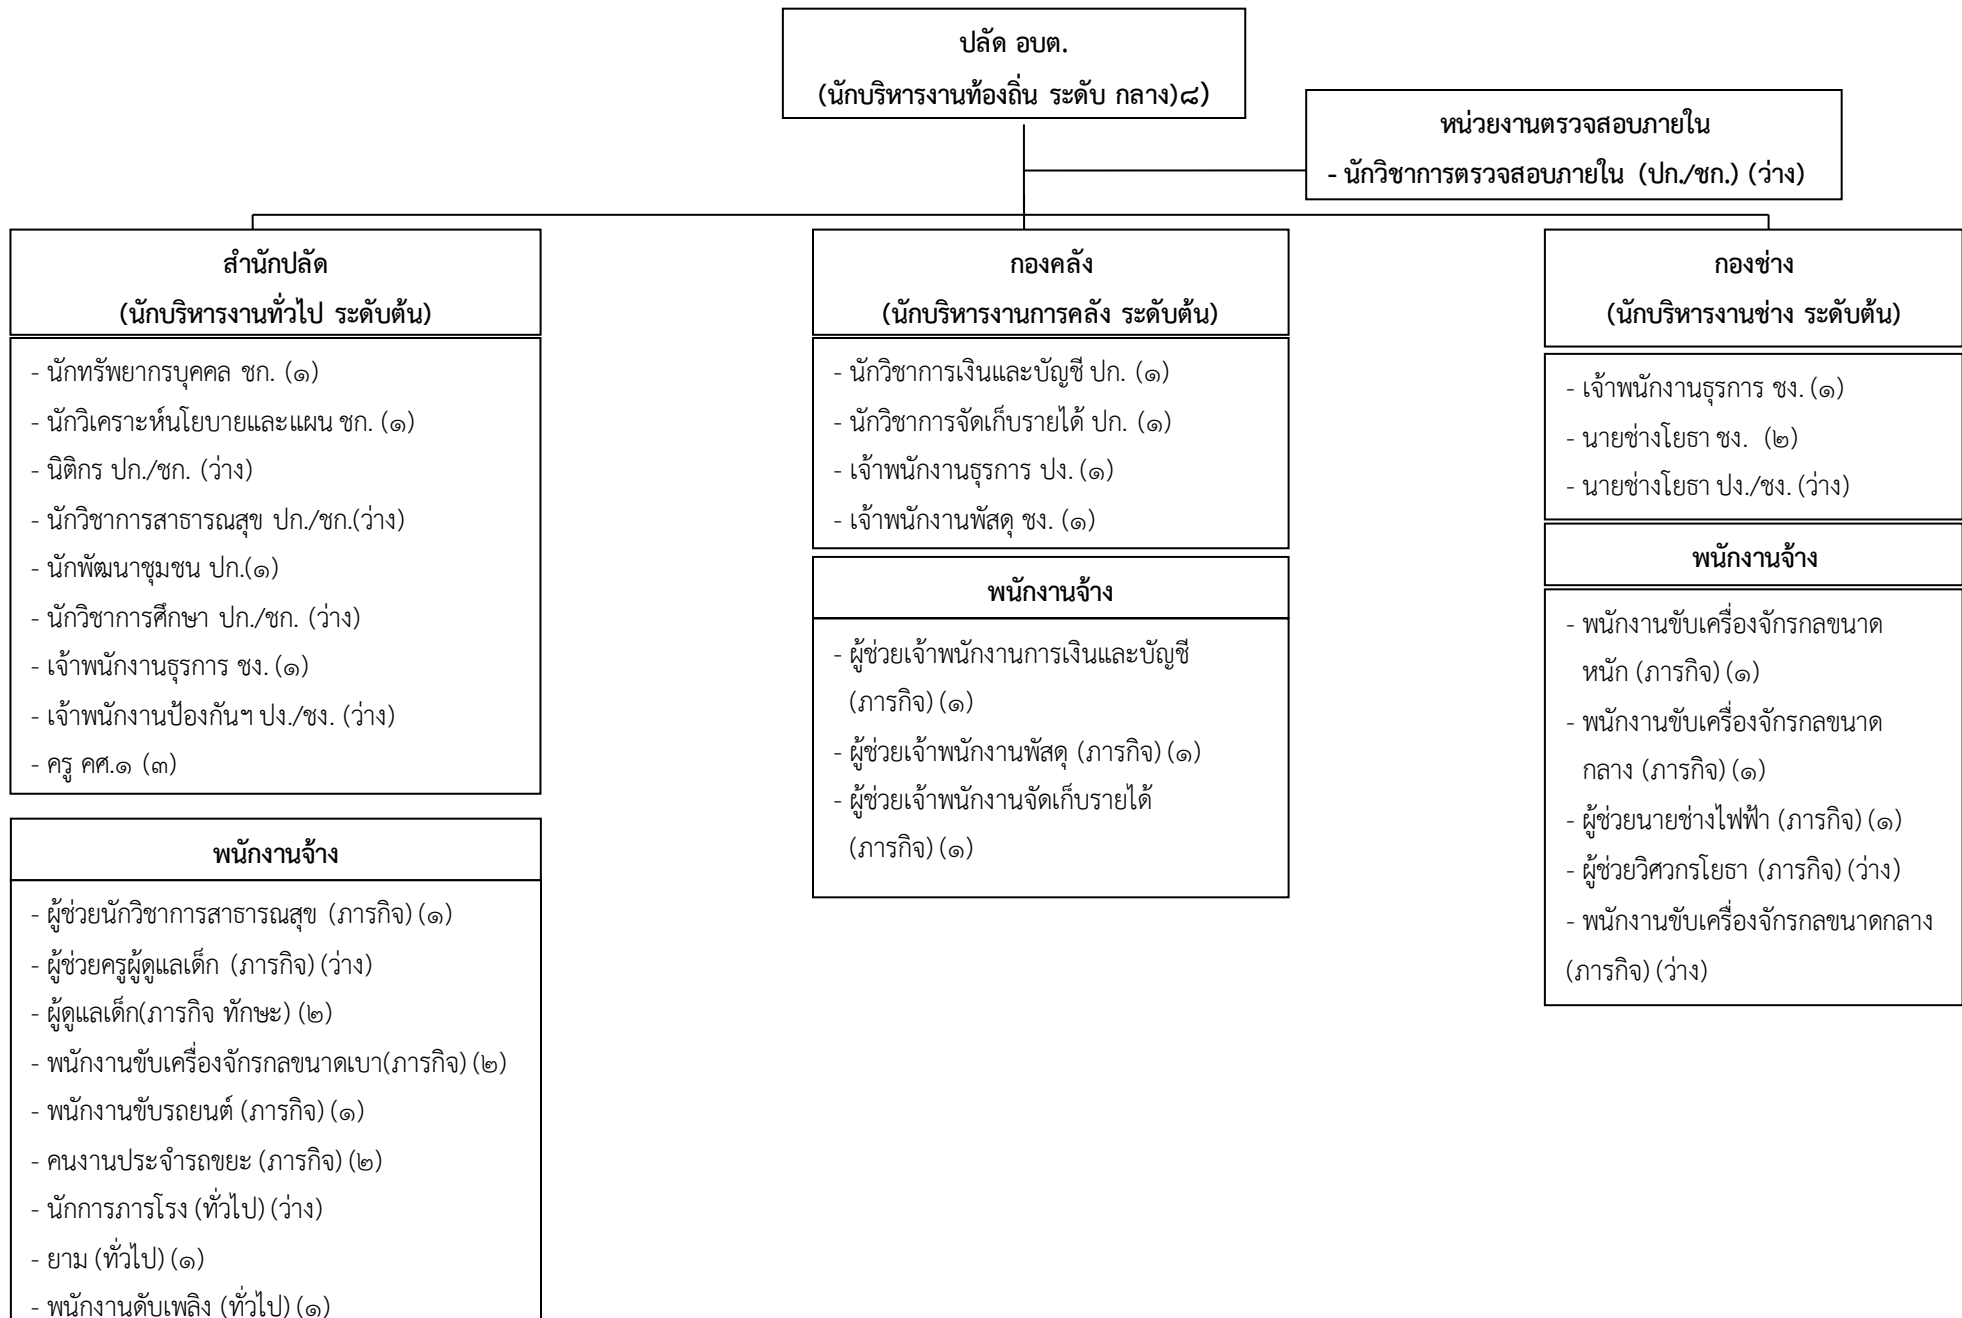 ปลัด อบต.
(นักบริหารงานท้องถิ่น ระดับ กลาง)๘)
หน่วยงานตรวจสอบภายใน
- นักวิชาการตรวจสอบภายใน (ปก./ชก.) (ว่าง)
สำนักปลัด
(นักบริหารงานทั่วไป ระดับต้น)
- นักทรัพยากรบุคคล ชก. (๑)
- นักวิเคราะห์นโยบายและแผน ชก. (๑)
- นิติกร ปก./ชก. (ว่าง)
- นักวิชาการสาธารณสุข ปก./ชก.(ว่าง)
- นักพัฒนาชุมชน ปก.(๑)
- นักวิชาการศึกษา ปก./ชก. (ว่าง)
- เจ้าพนักงานธุรการ ชง. (๑)
- เจ้าพนักงานป้องกันฯ ปง./ชง. (ว่าง)
- ครู คศ.๑ (๓)
พนักงานจ้าง
- ผู้ช่วยนักวิชาการสาธารณสุข (ภารกิจ) (๑)
- ผู้ช่วยครูผู้ดูแลเด็ก (ภารกิจ) (ว่าง)
- ผู้ดูแลเด็ก(ภารกิจ ทักษะ) (๒)
- พนักงานขับเครื่องจักรกลขนาดเบา(ภารกิจ) (๒)
- พนักงานขับรถยนต์ (ภารกิจ) (๑)
- คนงานประจำรถขยะ (ภารกิจ) (๒)
- นักการภารโรง (ทั่วไป) (ว่าง)
- ยาม (ทั่วไป) (๑)
- พนักงานดับเพลิง (ทั่วไป) (๑)
กองคลัง
(นักบริหารงานการคลัง ระดับต้น)
- นักวิชาการเงินและบัญชี ปก. (๑)
- นักวิชาการจัดเก็บรายได้ ปก. (๑)
- เจ้าพนักงานธุรการ ปง. (๑)
- เจ้าพนักงานพัสดุ ชง. (๑)
พนักงานจ้าง
- ผู้ช่วยเจ้าพนักงานการเงินและบัญชี
(ภารกิจ) (๑)
- ผู้ช่วยเจ้าพนักงานพัสดุ (ภารกิจ) (๑)
- ผู้ช่วยเจ้าพนักงานจัดเก็บรายได้
(ภารกิจ) (๑)
กองช่าง
(นักบริหารงานช่าง ระดับต้น)
- เจ้าพนักงานธุรการ ชง. (๑)
- นายช่างโยธา ชง. (๒)
- นายช่างโยธา ปง./ชง. (ว่าง)
พนักงานจ้าง
- พนักงานขับเครื่องจักรกลขนาด
หนัก (ภารกิจ) (๑)
- พนักงานขับเครื่องจักรกลขนาด
กลาง (ภารกิจ) (๑)
- ผู้ช่วยนายช่างไฟฟ้า (ภารกิจ) (๑)
- ผู้ช่วยวิศวกรโยธา (ภารกิจ) (ว่าง)
- พนักงานขับเครื่องจักรกลขนาดกลาง
(ภารกิจ) (ว่าง)